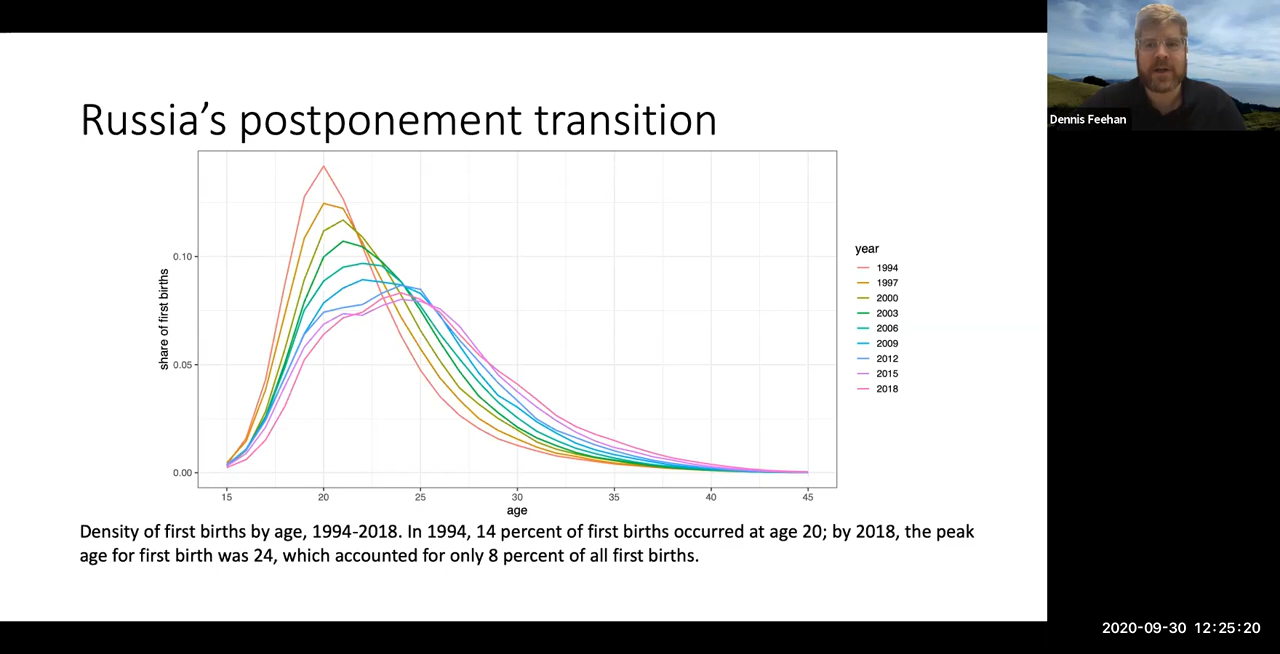 Russia’s postponement transition
Dennis Feehan
share of first births
0.10
0.05
0.00
15
20
25
30
35
40
45
age
year
1994
1997
2000
2003
2006
2009
2012
2015
2018
Density of first births by age, 1994-2018. In 1994, 14 percent of first births occurred at age 20; by 2018, the peak
age for first birth was 24, which accounted for only 8 percent of all first births.
2020-09-30 12:25:20